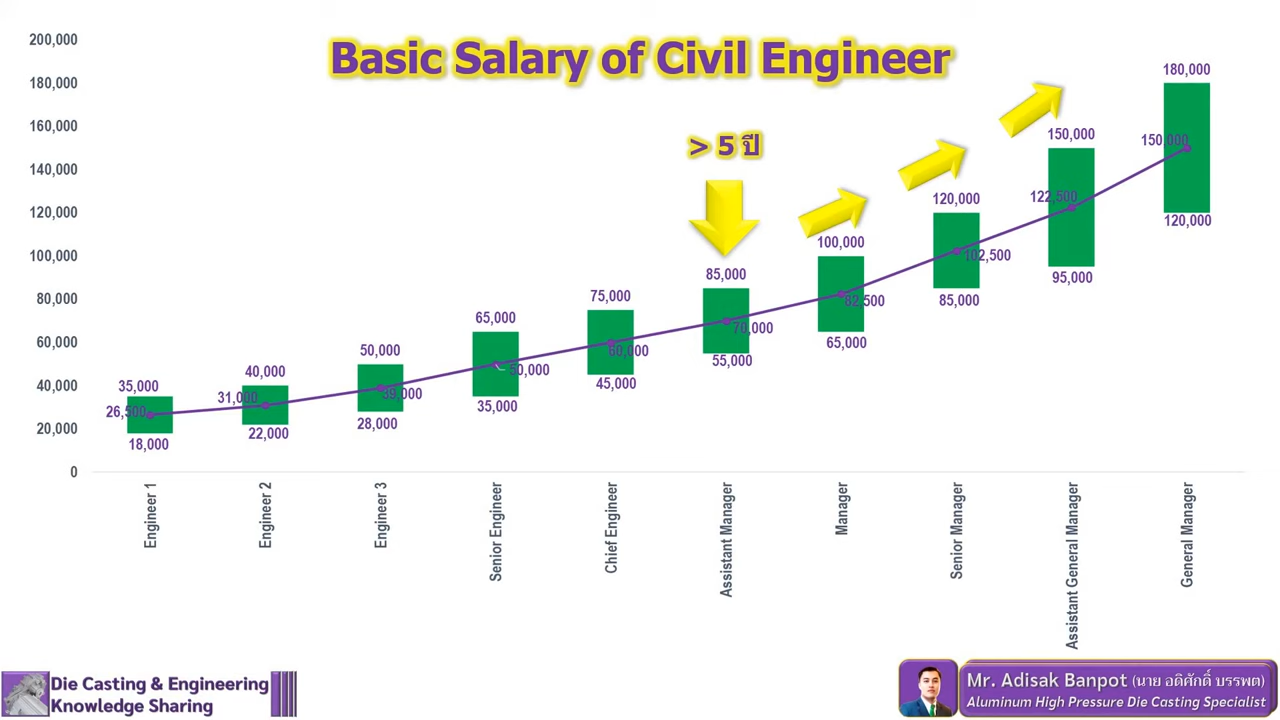 Basic Salary of Civil Engineer
200,000
180,000
160,000
140,000
120,000
100,000
80,000
60,000
40,000
20,000
0
> 5 ปี
35,000
26,500
18,000
40,000
31,000
22,000
50,000
39,000
28,000
65,000
50,000
35,000
75,000
60,000
45,000
85,000
70,000
55,000
100,000
82,500
65,000
120,000
102,500
85,000
150,000
122,500
95,000
180,000
150,000
120,000
Engineer 1
Engineer 2
Engineer 3
Senior Engineer
Chief Engineer
Assistant Manager
Manager
Senior Manager
Assistant General Manager
General Manager
Die Casting & Engineering
Knowledge Sharing
Mr. Adisak Banpot (นาย อดิศักดิ์ บรรพต)
Aluminum High Pressure Die Casting Specialist